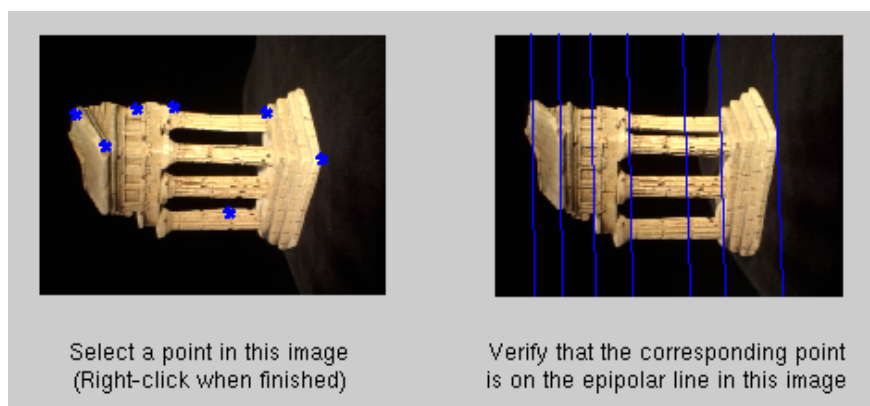 Select a point in this image
(Right-click when finished)
Verify that the corresponding point
is on the epipolar line in this image